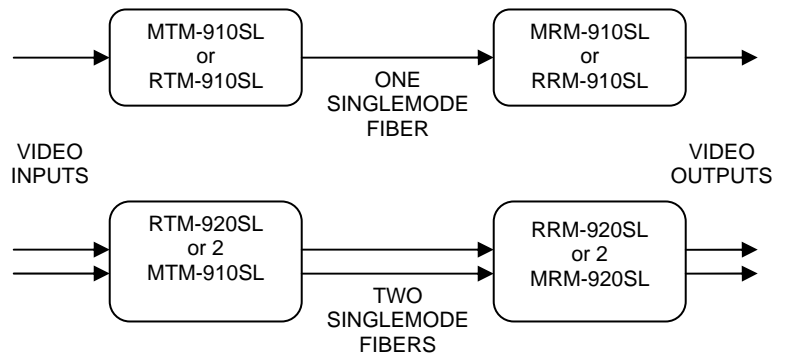 MTM-910SL
or
RTM-910SL
ONE
SINGLEMODE
FIBER
MRM-910SL
or
RRM-910SL
VIDEO
INPUTS
VIDEO
OUTPUTS
RTM-920SL
or 2
MTM-910SL
TWO
SINGLEMODE
FIBERS
RRM-920SL
or 2
MRM-920SL